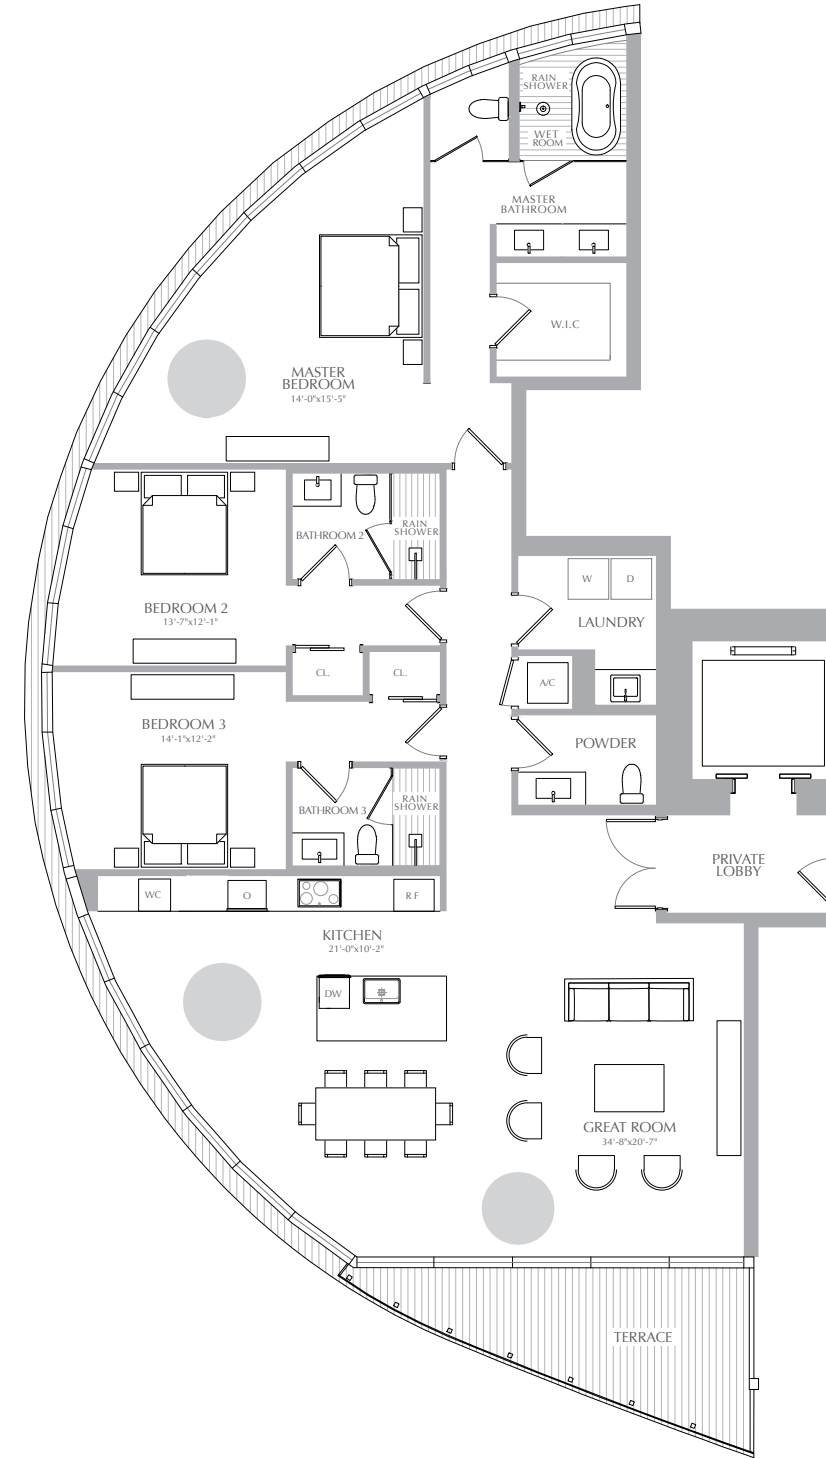 RAIN
SHOWER
WET
ROOM
MASTER
BATHROOM
W.I.C
MASTER
BEDROOM
14'-0"x15'-5"
BATHROOM 2
RAIN
SHOWER
BEDROOM 2
13'-7"x12'-1"
W D
LAUNDRY
CL.
CL.
A/C
BEDROOM 3
14'-1"x12'-2"
POWDER
BATHROOM 3
RAIN
SHOWER
PRIVATE
LOBBY
WC
O
RF
KITCHEN
21'-0"x10'-2"
DW
GREAT ROOM
34'-8"x20'-7"
TERRACE